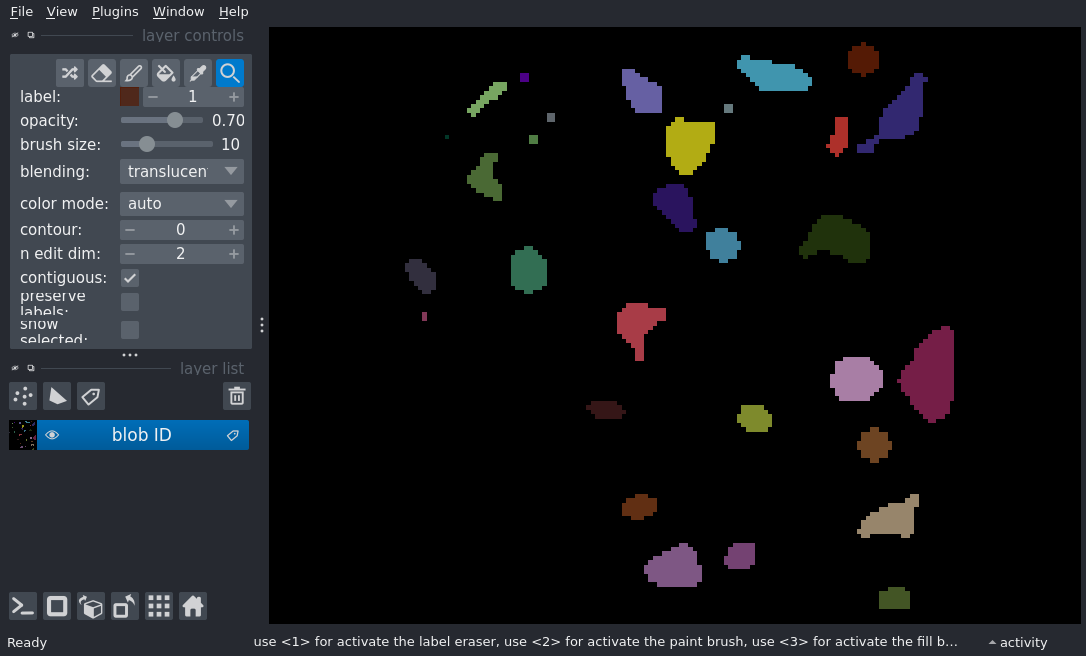 File View Plugins Window Help
layer controls
label: 1
opacity: 0.70
brush size: 10
blending: translucen
color mode: auto
contour: 0
n edit dim: 2
contiguous:
preserve
labels:
show
selected:
layer list
blob ID
Ready use <1> for activate the label eraser, use <2> for activate the paint brush, use <3> for activate the fill b... activity